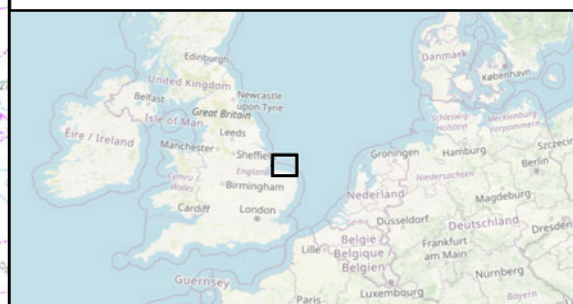 Danmark
Edinburgh
København
United Kingdom
Newcastle
upon Tyne
Belfast
Great Britain
Isle of Man
Schleswig
Holstein
Mecklenburg
Vorpommern
Leeds
Éire / Ireland
Manchester
Sheffie
Groningen
Hamburg
Szczecin
England
Cymru /
Wales
Niedersachsen
Berlin
Birmingham
Nederland
Magdeburg
Cardiff
London
Düsseldorf
Deutschland
Dresden
België
Lille
Belgique /
Belgien
Frankfurt
am Main
Guernsey
Nürnberg
Luxembourg
Paris
Bayern